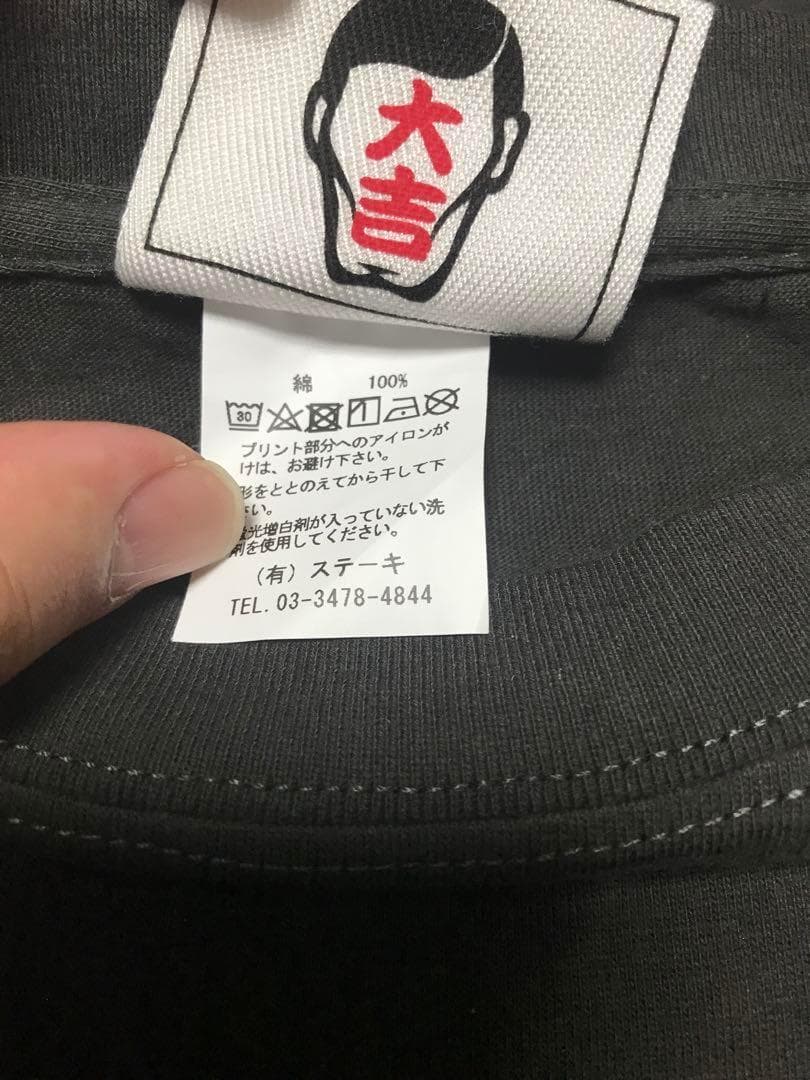 大
吉
綿 100%
30
プリント部分へのアイロンが
けは、お避け下さい。
形をととのえてから干して下
さい。
蛍光増白剤が入っていない洗
剤を使用してください。
(有) ステーキ
TEL. 03-3478-4844